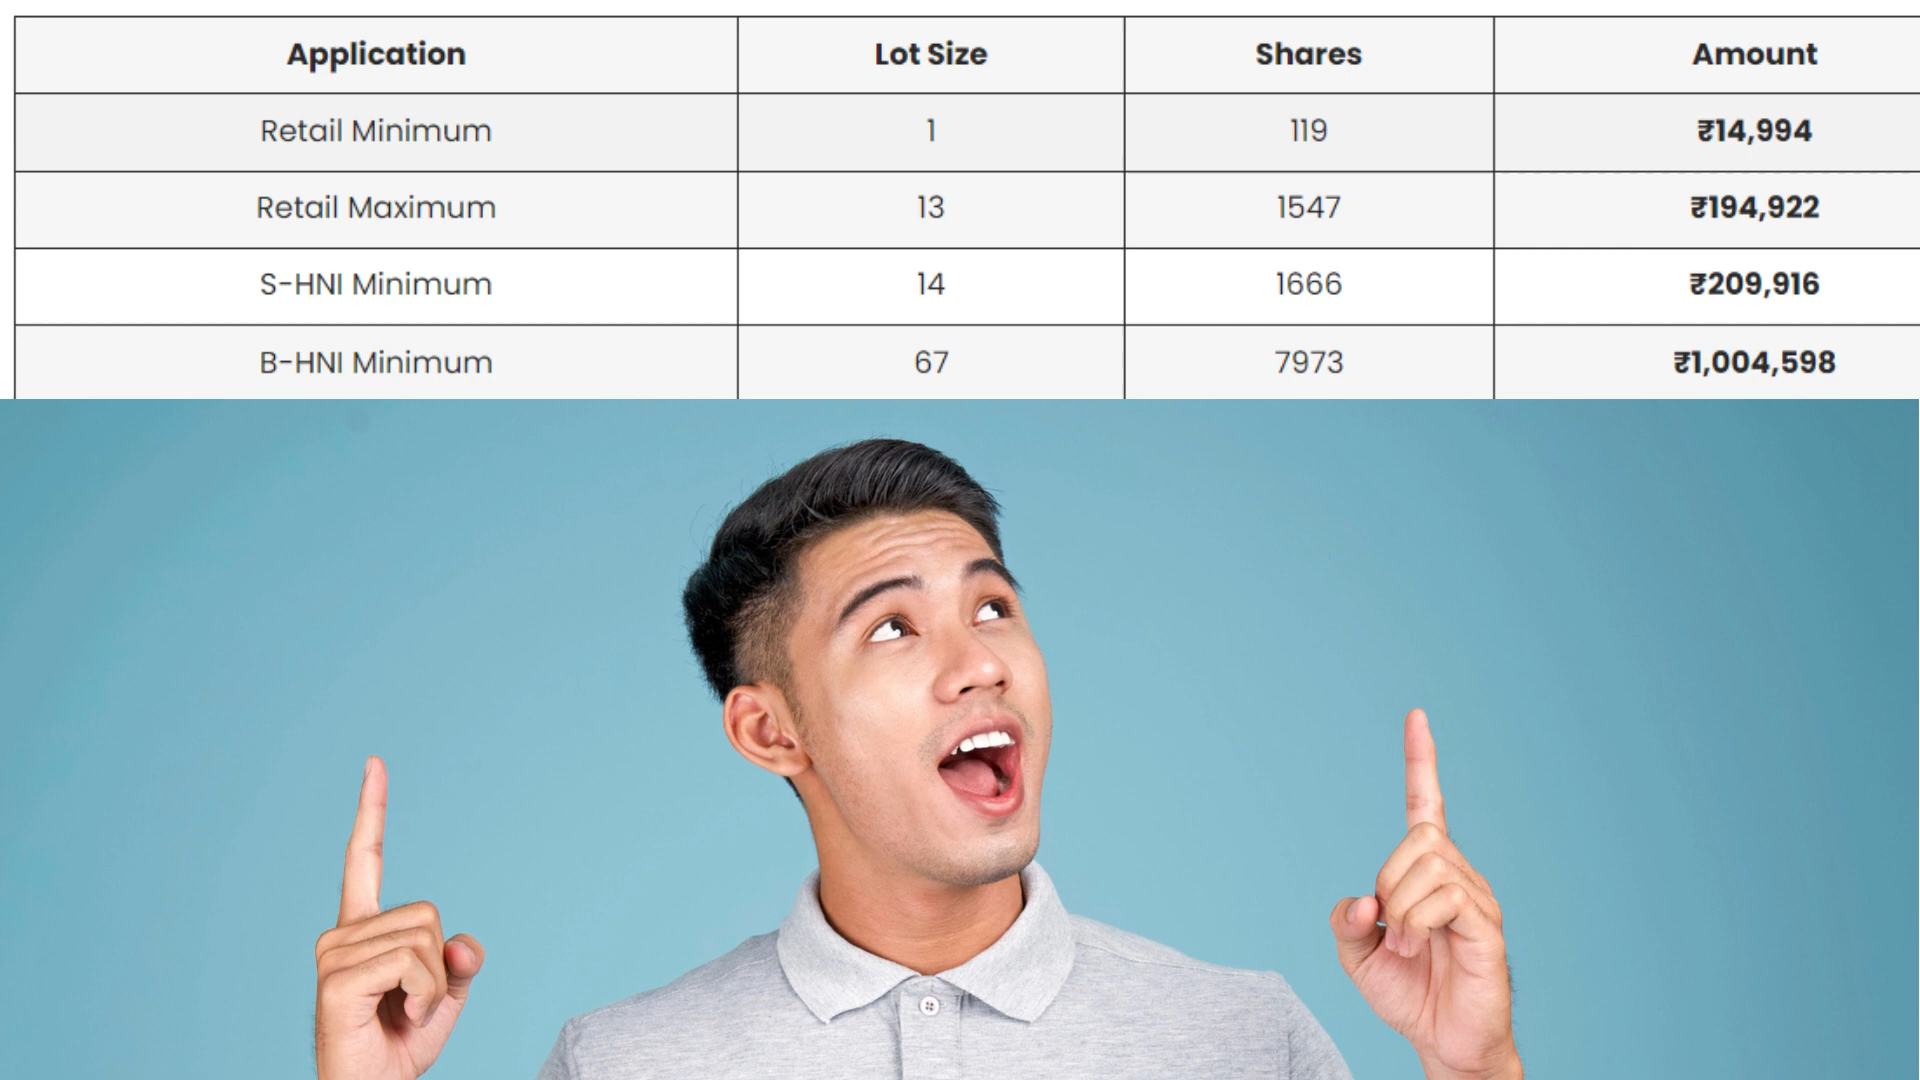 Application Lot Size Shares Amount
Retail Minimum 1 119 ₹14,994
Retail Maximum 13 1547 ₹194,922
S-HNI Minimum 14 1666 ₹209,916
B-HNI Minimum 67 7973 ₹1,004,598